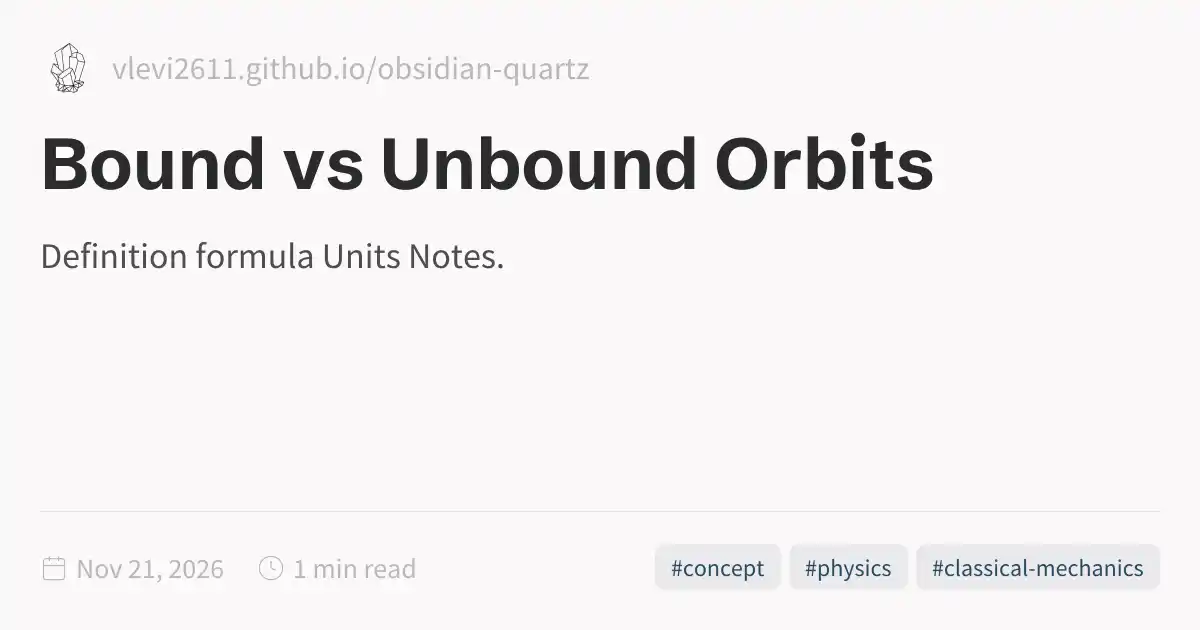 vlevi2611.github.io/obsidian-quartz
Bound vs Unbound Orbits
Definition formula Units Notes.
Nov 21, 2026 1 min read #concept #physics #classical-mechanics